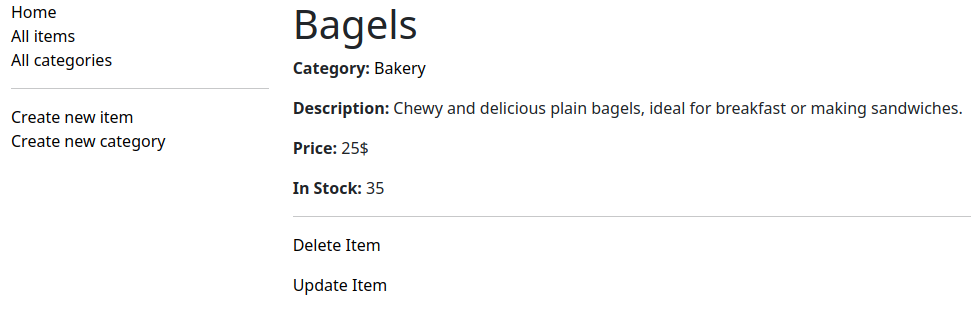 Home
All items
All categories
Create new item
Create new category
Bagels
Category: Bakery
Description: Chewy and delicious plain bagels, ideal for breakfast or making sandwiches.
Price: 25$
In Stock: 35
Delete Item
Update Item